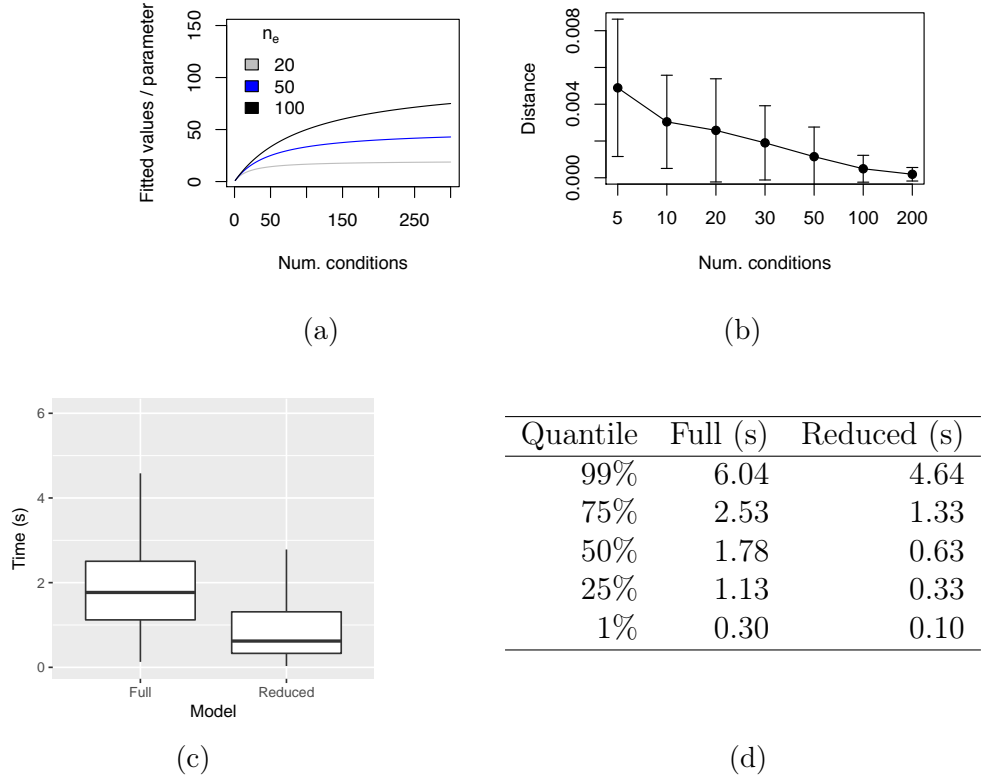 Fitted values / parameter
150
100
50
0
n_e
20
50
100
0 50 150 250
Num. conditions
(a)
Distance
0.008
0.004
0.000
5 10 20 30 50 100 200
Num. conditions
(b)
Time (s)
6
4
2
0
Full Reduced
Model
(c)
Quantile Full (s) Reduced (s)
99% 6.04 4.64
75% 2.53 1.33
50% 1.78 0.63
25% 1.13 0.33
1% 0.30 0.10
(d)